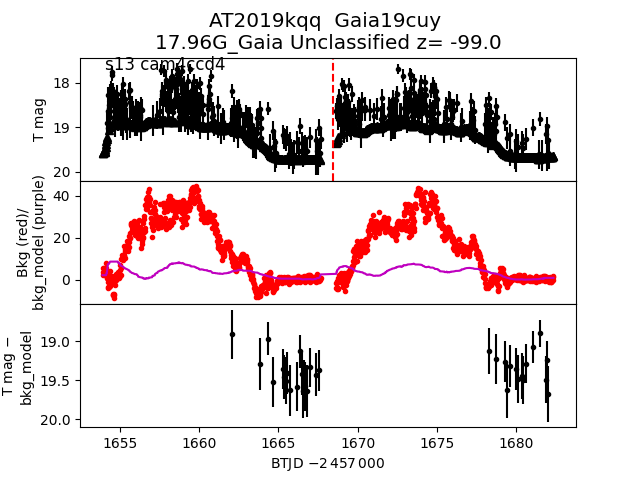 AT2019kqq  Gaia19cuy
17.96G_Gaia Unclassified z= -99.0
s13 cam4ccd4
T mag
18
19
20
Bkg (red)/
bkg_model (purple)
40
20
0
T mag −
bkg_model
19.0
19.5
20.0
1655 1660 1665 1670 1675 1680
BTJD −2 457 000